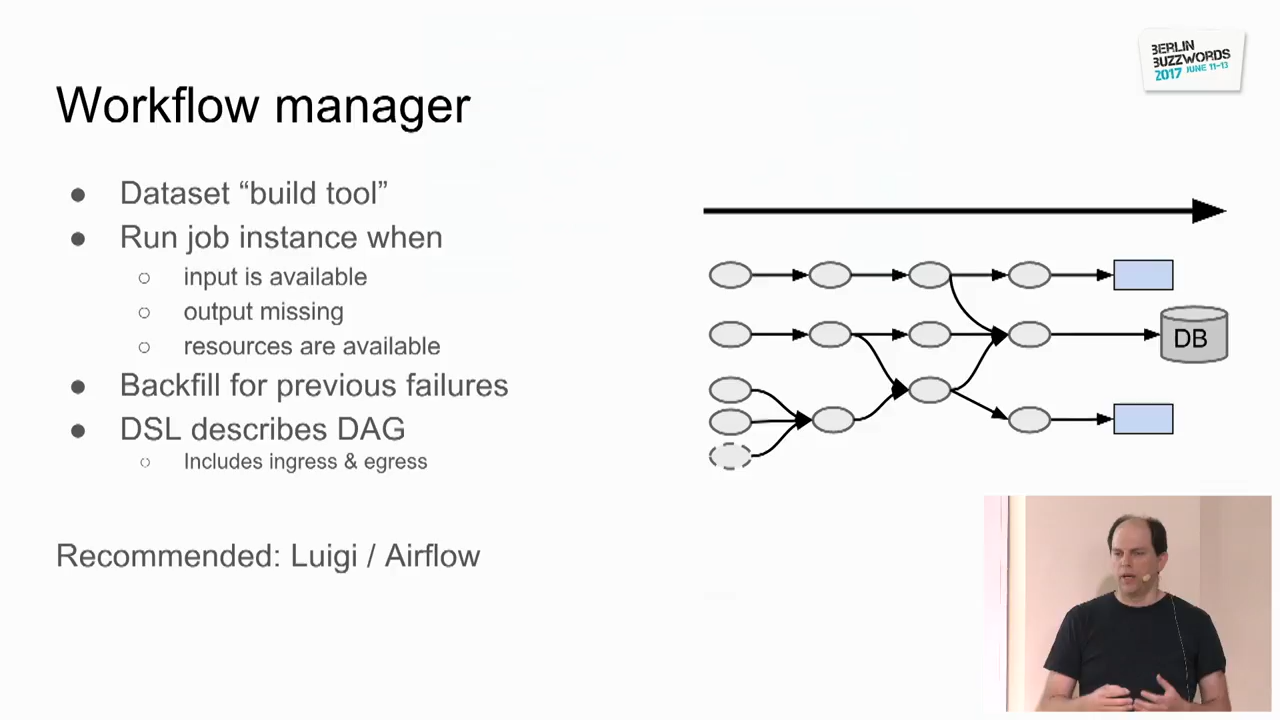 BERLIN
BUZZWORDS
2017 JUNE 11-13
Workflow manager
● Dataset “build tool”
● Run job instance when
○ input is available
○ output missing
○ resources are available
● Backfill for previous failures
● DSL describes DAG
○ Includes ingress & egress
Recommended: Luigi / Airflow
DB